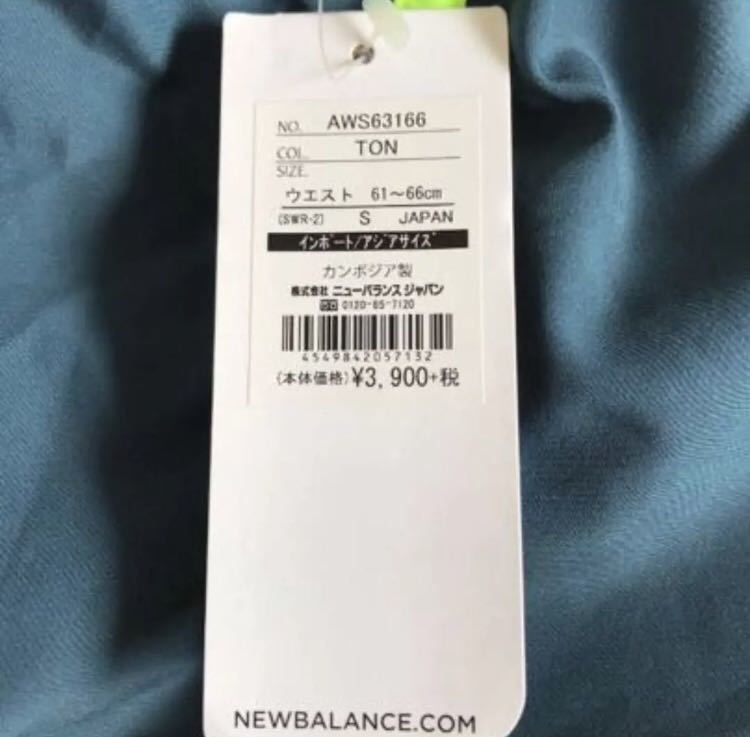 NO. AWS63166
COL. TON
SIZE.
ウエスト 61～66cm
(SWR-2) S JAPAN
インポート/アジアサイズ
カンボジア製
株式会社 ニューバランス ジャパン
0120-85-7120
4549842057132
(本体価格)¥3,900+税
NEWBALANCE.COM